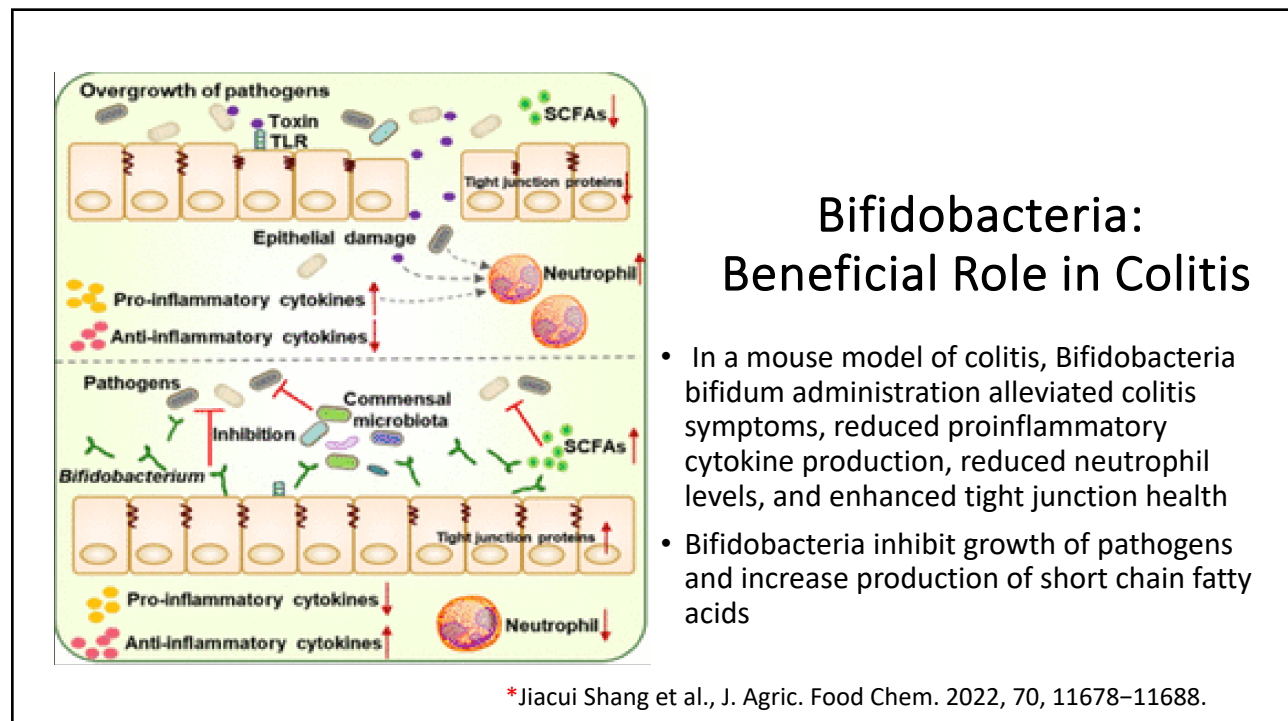 Overgrowth of pathogens
SCFAs
Toxin
TLR
Tight junction proteins
Epithelial damage
Neutrophil
Pro-inflammatory cytokines
Anti-inflammatory cytokines
Pathogens
Commensal
microbiota
Inhibition
SCFAs
Bifidobacterium
Tight junction proteins
Pro-inflammatory cytokines
Neutrophil
Anti-inflammatory cytokines
Bifidobacteria:
Beneficial Role in Colitis
• In a mouse model of colitis, Bifidobacteria
bifidum administration alleviated colitis
symptoms, reduced proinflammatory
cytokine production, reduced neutrophil
levels, and enhanced tight junction health
• Bifidobacteria inhibit growth of pathogens
and increase production of short chain fatty
acids
*Jiacui Shang et al., J. Agric. Food Chem. 2022, 70, 11678−11688.